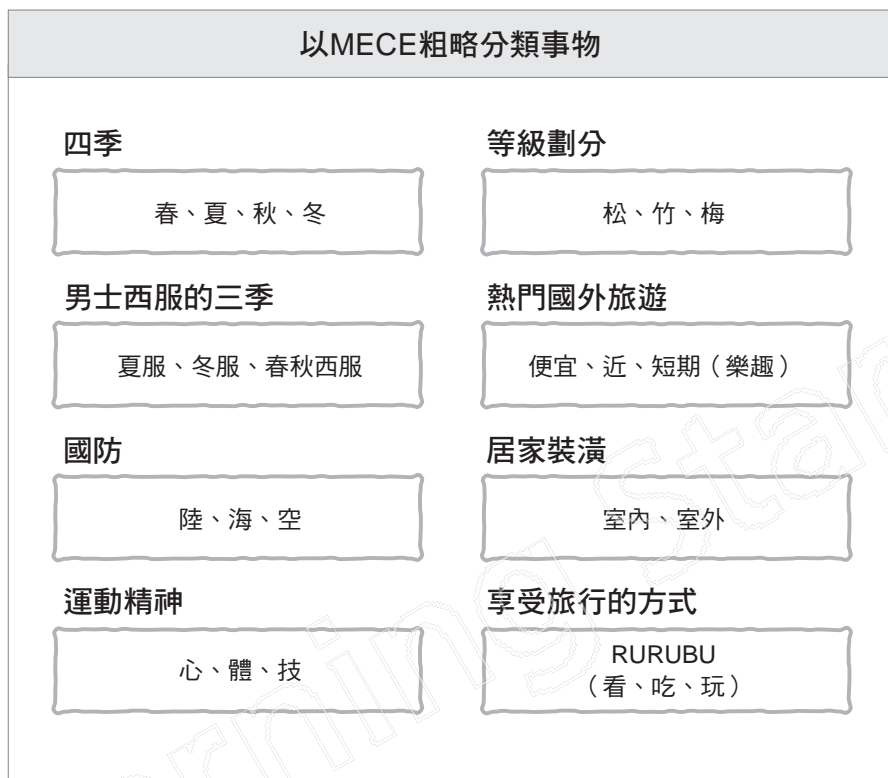 以MECE粗略分類事物
四季
春、夏、秋、冬
等級劃分
松、竹、梅
男士西服的三季
夏服、冬服、春秋西服
熱門國外旅遊
便宜、近、短期（樂趣）
國防
陸、海、空
居家裝潢
室內、室外
運動精神
心、體、技
享受旅行的方式
RURUBU
（看、吃、玩）